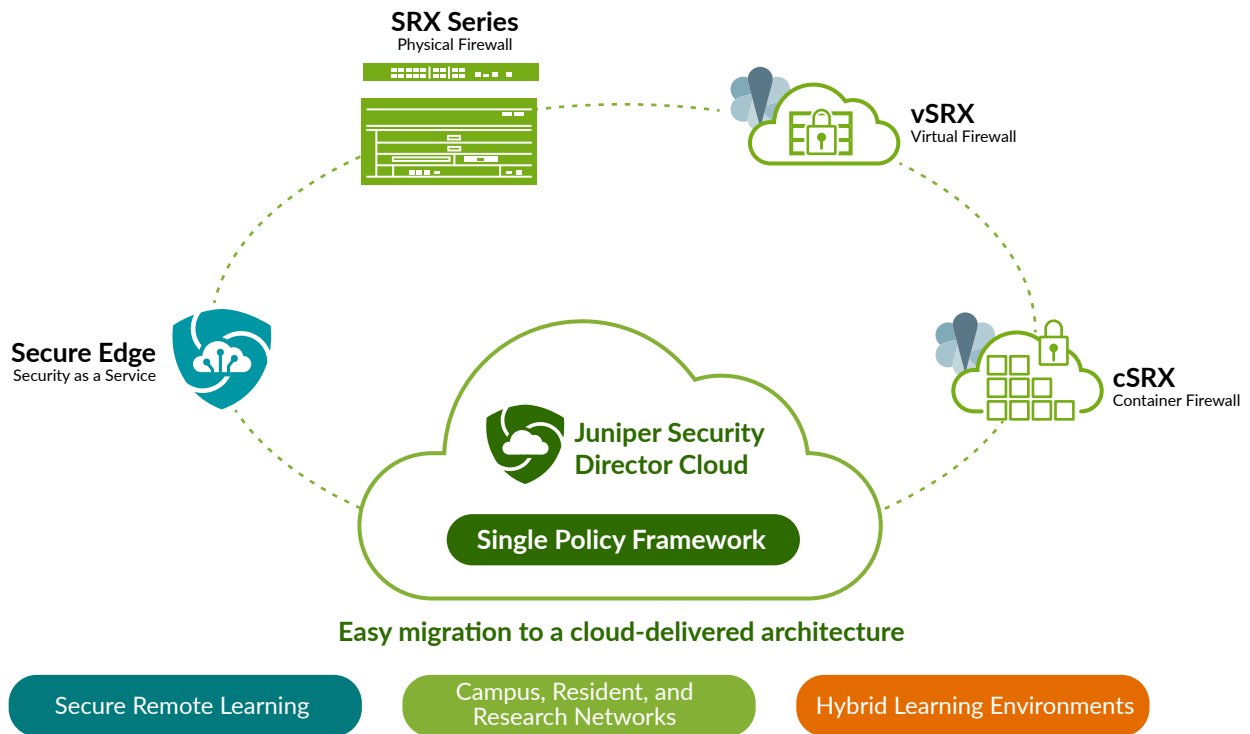 SRX Series
Physical Firewall
vSRX
Virtual Firewall
Secure Edge
Security as a Service
cSRX
Container Firewall
Juniper Security
Director Cloud
Single Policy Framework
Easy migration to a cloud-delivered architecture
Secure Remote Learning
Campus, Resident, and
Research Networks
Hybrid Learning Environments